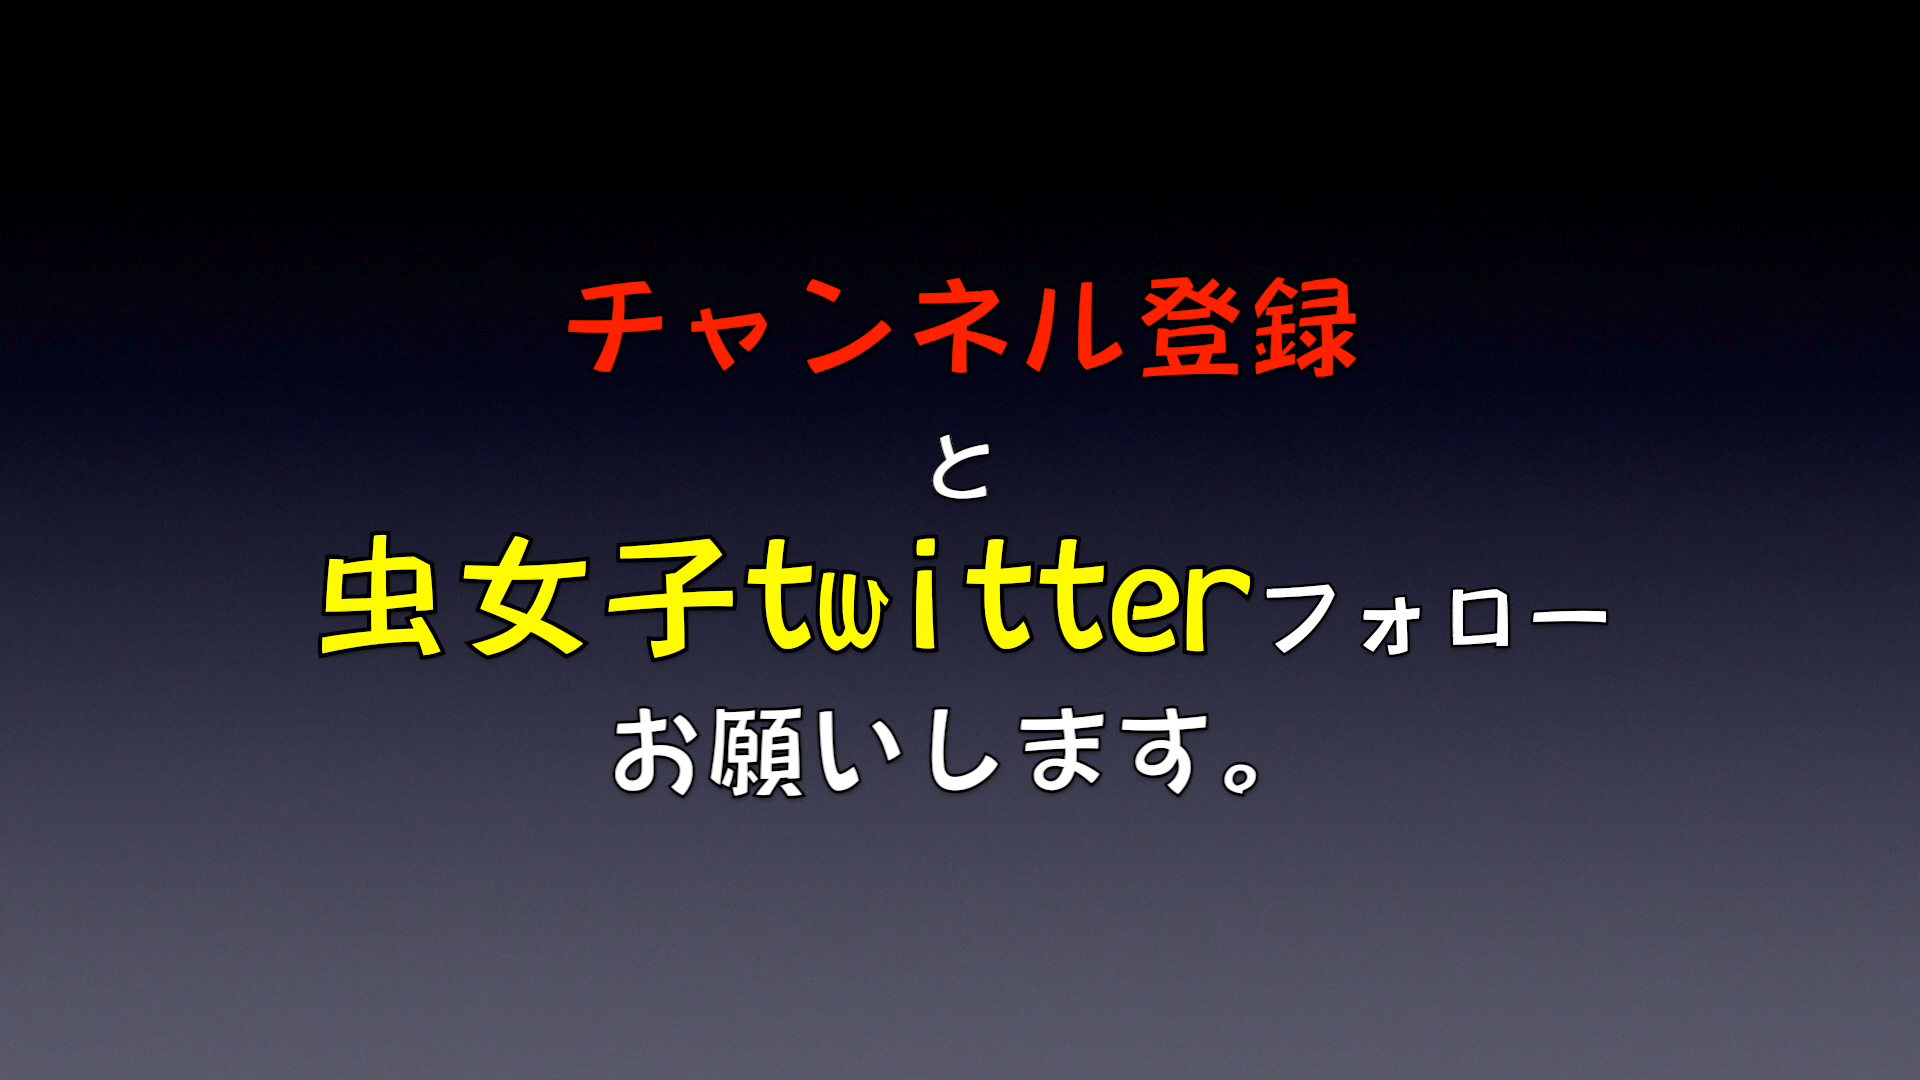 チャンネル登録
と
虫女子twitterフォロー
お願いします。